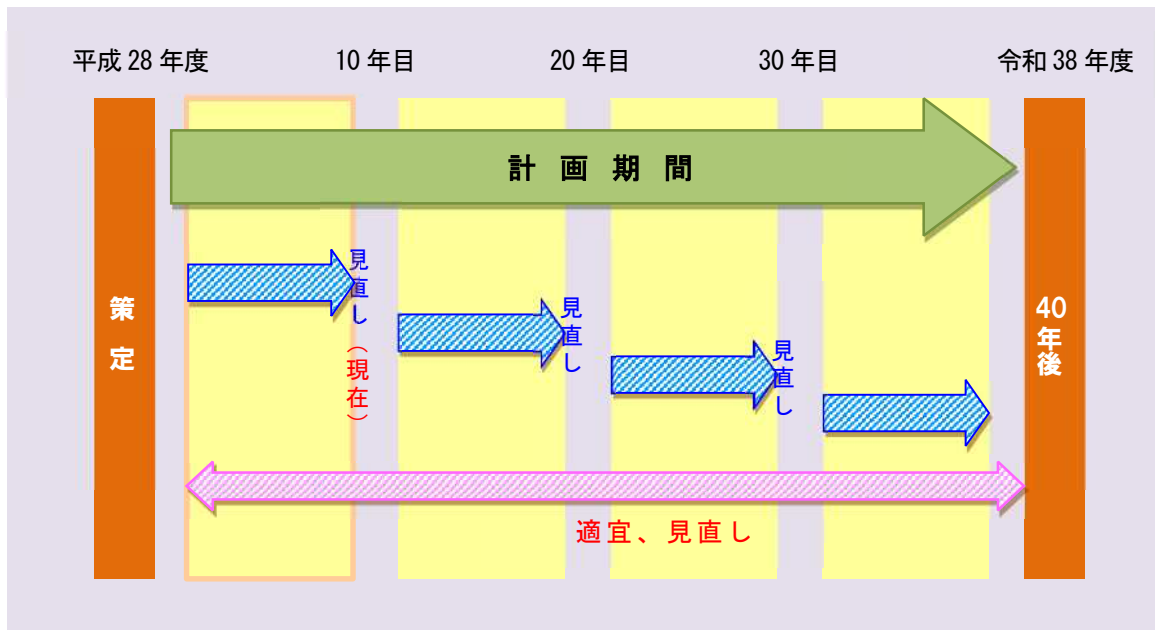 平成 28 年度
10 年目
20 年目
30 年目
令和 38 年度
計画期間
策定
見直し（現在）
見直し
見直し
40年後
適宜、見直し